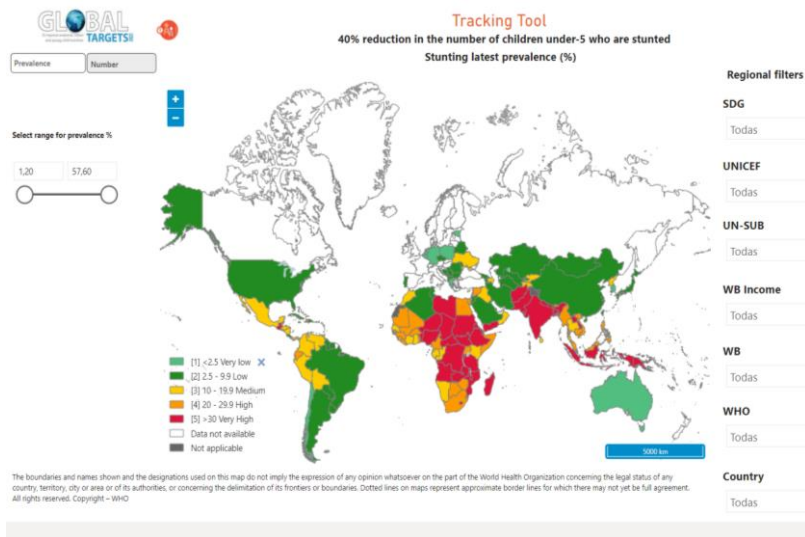 GLOBAL
TARGETS
Tracking Tool
40% reduction in the number of children under-5 who are stunted
Stunting latest prevalence (%)
Prevalence
Number
Regional filters
+
−
SDG
Todas
Select range for prevalence %
1,20
57,60
UNICEF
Todas
UN-SUB
Todas
WB Income
Todas
WB
Todas
WHO
Todas
Country
Todas
[1] <2.5 Very low
[2] 2.5 - 9.9 Low
[3] 10 - 19.9 Medium
[4] 20 - 29.9 High
[5] >30 Very High
Data not available
Not applicable
5000 km
The boundaries and names shown and the designations used on this map do not imply the expression of any opinion whatsoever on the part of the World Health Organization concerning the legal status of any
country, territory, city or area or of its authorities, or concerning the delimitation of its frontiers or boundaries. Dotted lines on maps represent approximate border lines for which there may not yet be full agreement.
All rights reserved. Copyright – WHO